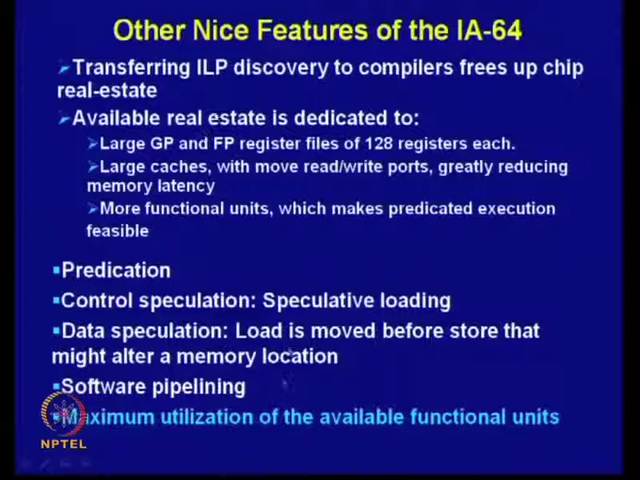 Other Nice Features of the IA-64
Transferring ILP discovery to compilers frees up chip
real-estate
Available real estate is dedicated to:
Large GP and FP register files of 128 registers each.
Large caches, with move read/write ports, greatly reducing
memory latency
More functional units, which makes predicated execution
feasible
Predication
Control speculation: Speculative loading
Data speculation: Load is moved before store that
might alter a memory location
Software pipelining
Maximum utilization of the available functional units
NPTEL